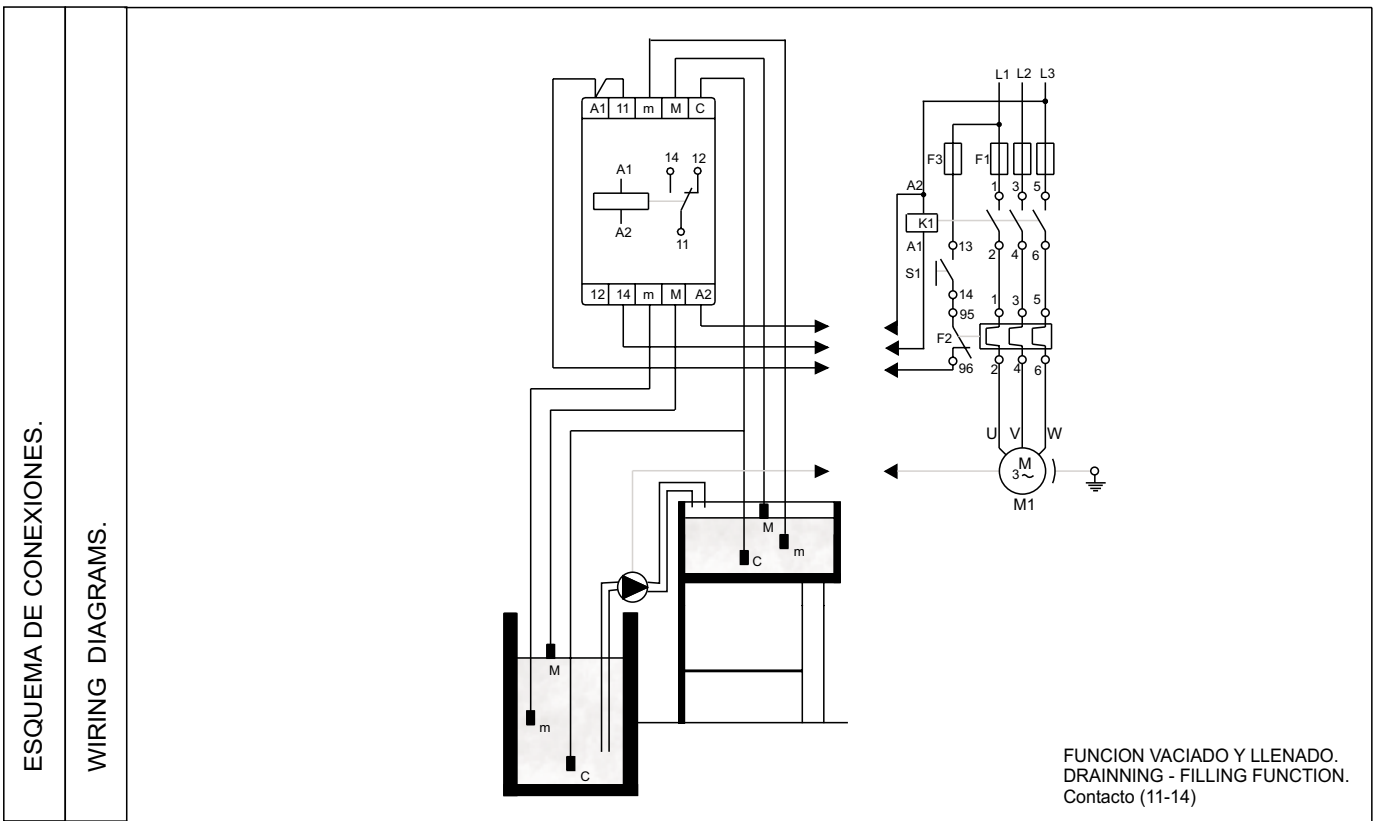 ESQUEMA DE CONEXIONES.
WIRING DIAGRAMS.
A1 11 m M C
A1
A2
14 12
11
12 14 m M A2
M
m
C
M
m
C
L1 L2 L3
F3 F1
A2
K1
A1
13
S1
14
95
F2
96
1 3 5
2 4 6
1 3 5
2 4 6
U V W
M
3~
M1
FUNCION VACIADO Y LLENADO.
DRAINNING - FILLING FUNCTION.
Contacto (11-14)